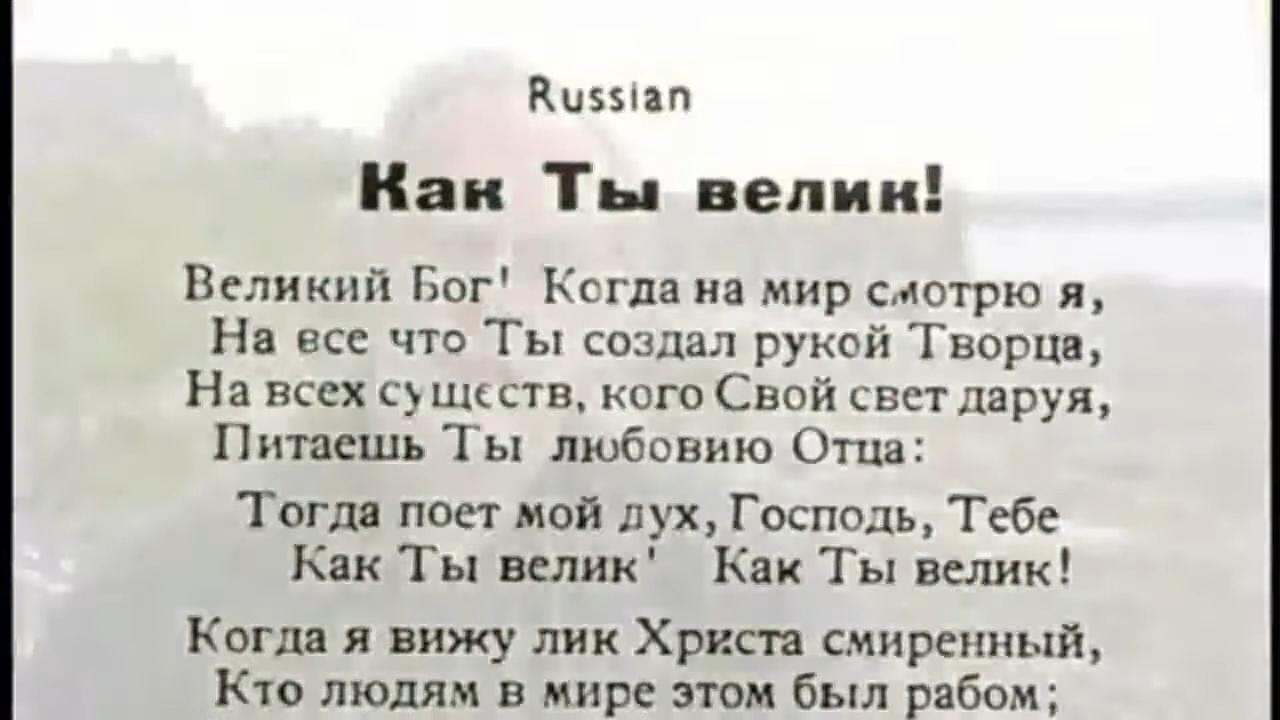 Russian
Как Ты велик!
Великий Бог! Когда на мир смотрю я,
На все что Ты создал рукой Творца,
На всех существ, кого Свой свет даруя,
Питаешь Ты любовию Отца:
Тогда поет мой дух, Господь, Тебе
Как Ты велик! Как Ты велик!
Когда я вижу лик Христа смиренный,
Кто людям в мире этом был рабом;